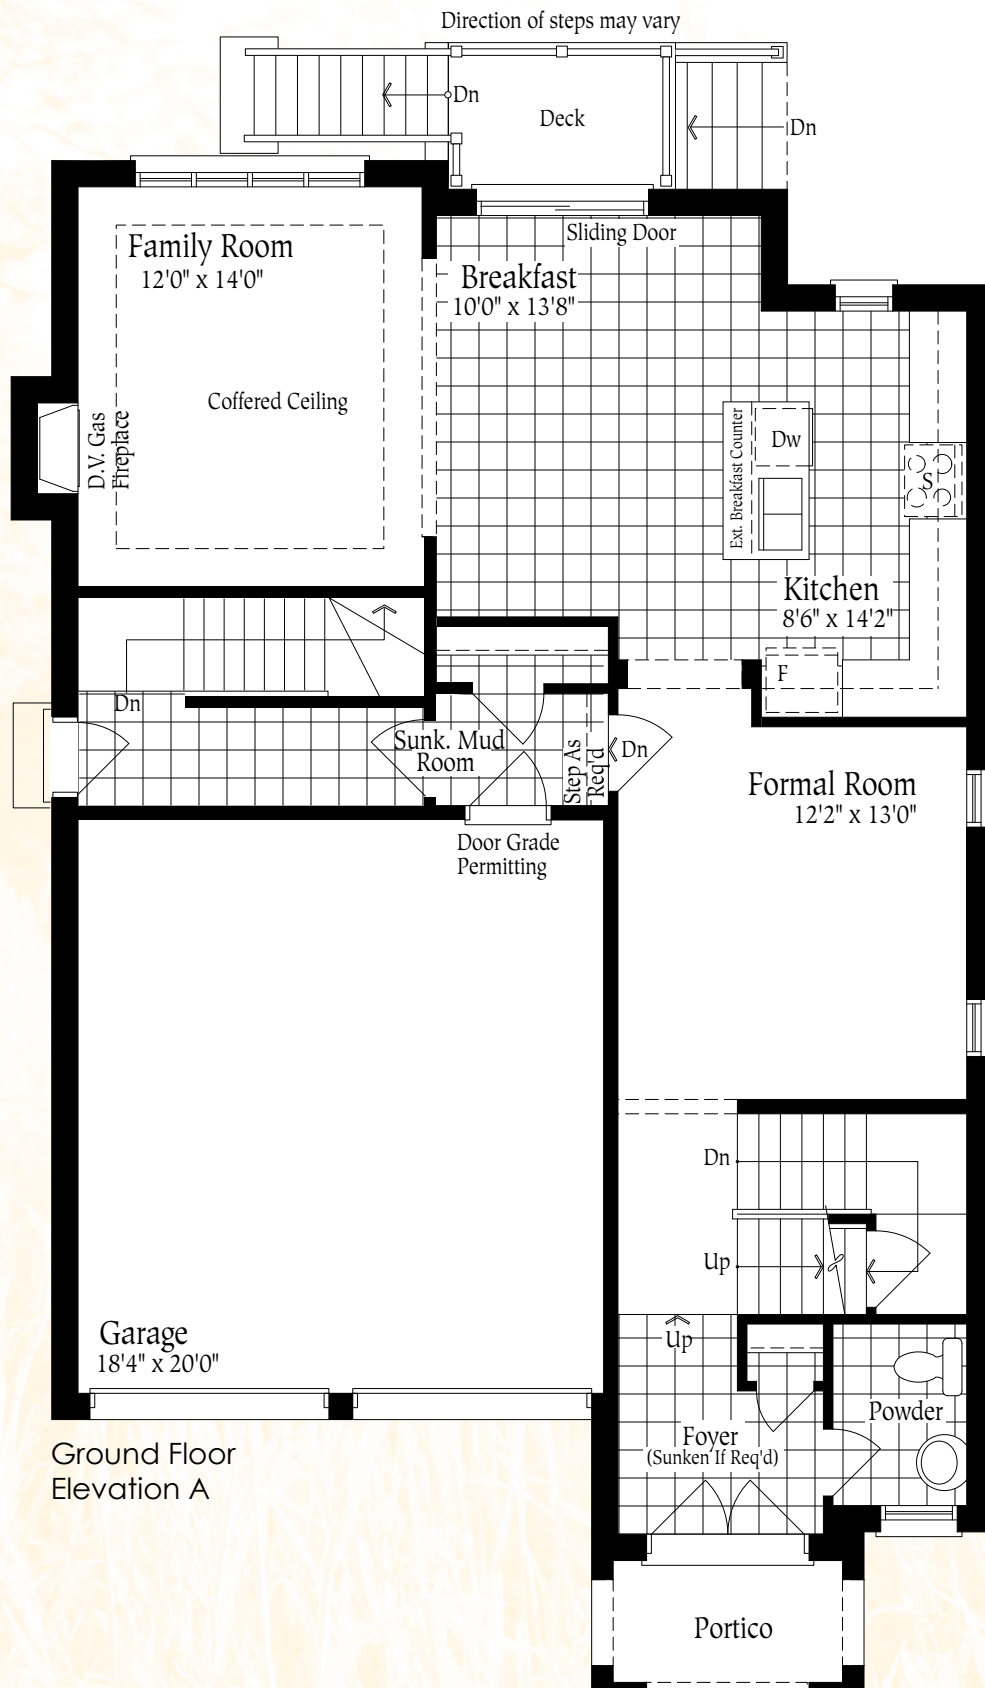 Direction of steps may vary
Dn
Deck
Dn
Sliding Door
Family Room
12'0" x 14'0"
Breakfast
10'0" x 13'8"
Coffered Ceiling
D.V. Gas
Fireplace
Ext. Breakfast Counter
Dw
S
Kitchen
8'6" x 14'2"
F
Dn
Sunk. Mud
Room
Step As
Req'd
Dn
Formal Room
12'2" x 13'0"
Door Grade
Permitting
Dn
Up
Garage
18'4" x 20'0"
Up
Powder
Foyer
(Sunken If Req'd)
Ground Floor
Elevation A
Portico